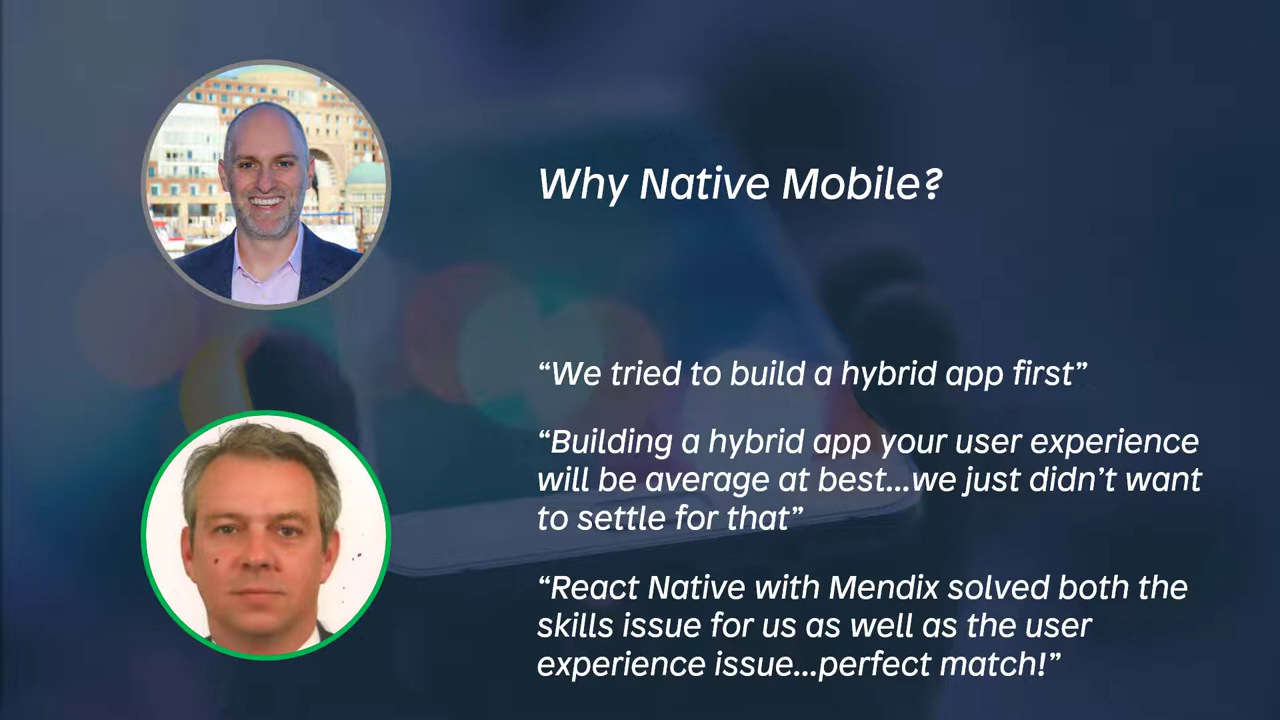 Why Native Mobile?
“We tried to build a hybrid app first”
“Building a hybrid app your user experience
will be average at best...we just didn’t want
to settle for that”
“React Native with Mendix solved both the
skills issue for us as well as the user
experience issue...perfect match!”